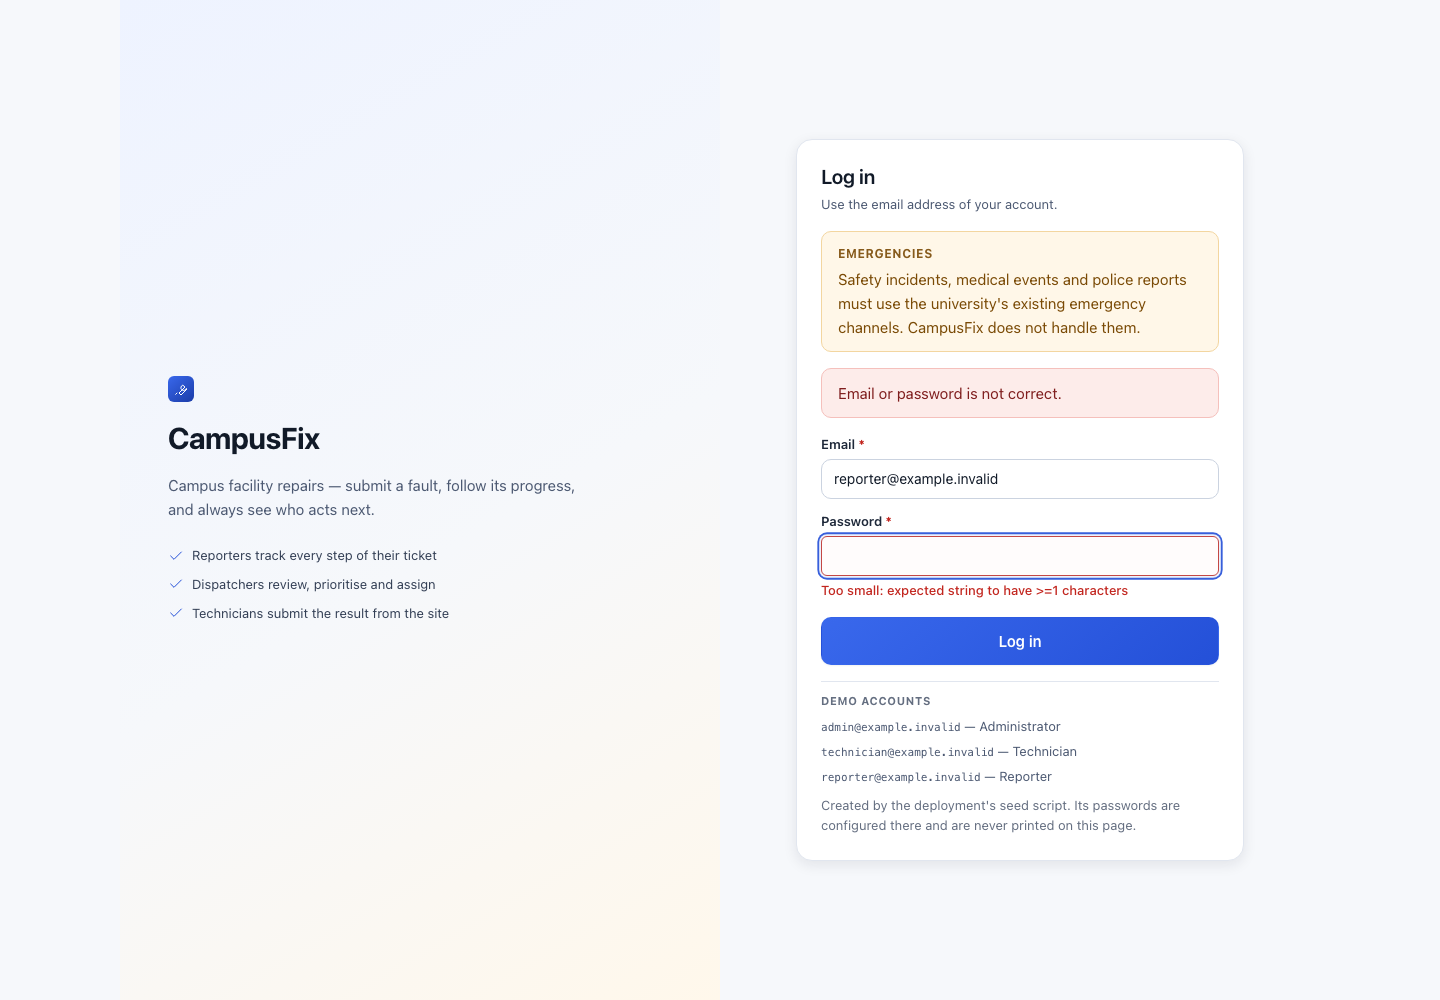 CampusFix
Campus facility repairs — submit a fault, follow its progress,
and always see who acts next.
Reporters track every step of their ticket
Dispatchers review, prioritise and assign
Technicians submit the result from the site
Log in
Use the email address of your account.
EMERGENCIES
Safety incidents, medical events and police reports
must use the university's existing emergency
channels. CampusFix does not handle them.
Email or password is not correct.
Email *
reporter@example.invalid
Password *
Too small: expected string to have >=1 characters
Log in
DEMO ACCOUNTS
admin@example.invalid — Administrator
technician@example.invalid — Technician
reporter@example.invalid — Reporter
Created by the deployment's seed script. Its passwords are
configured there and are never printed on this page.